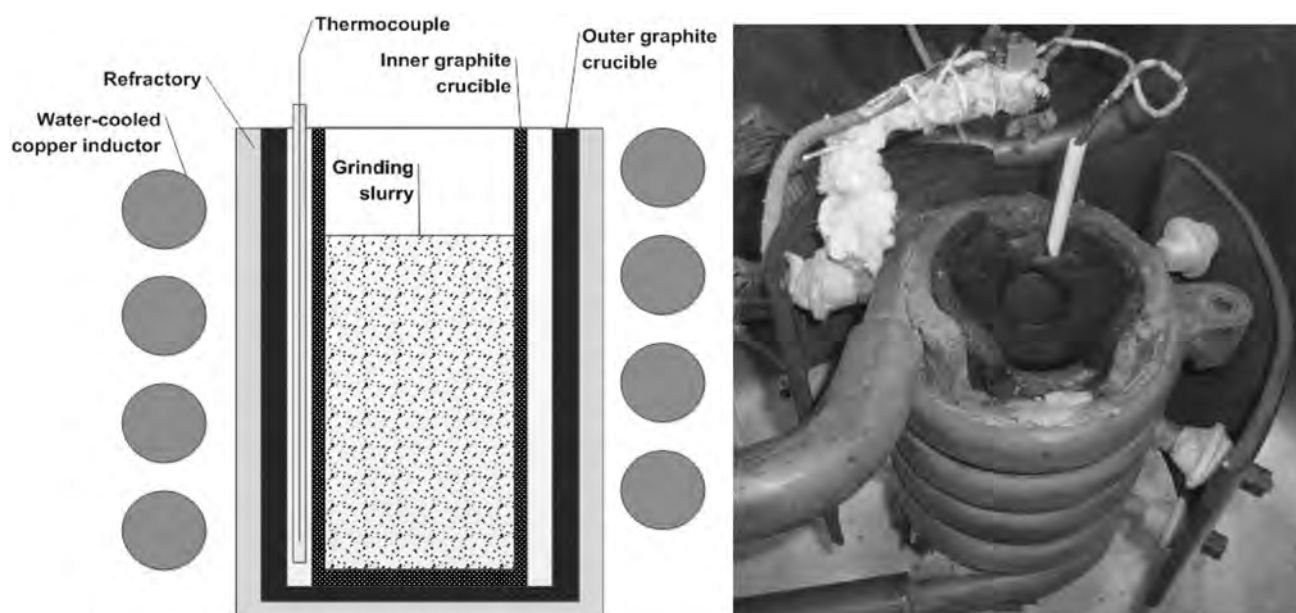 Thermocouple
Refractory
Water-cooled
copper inductor
Inner graphite
crucible
Outer graphite
crucible
Grinding
slurry